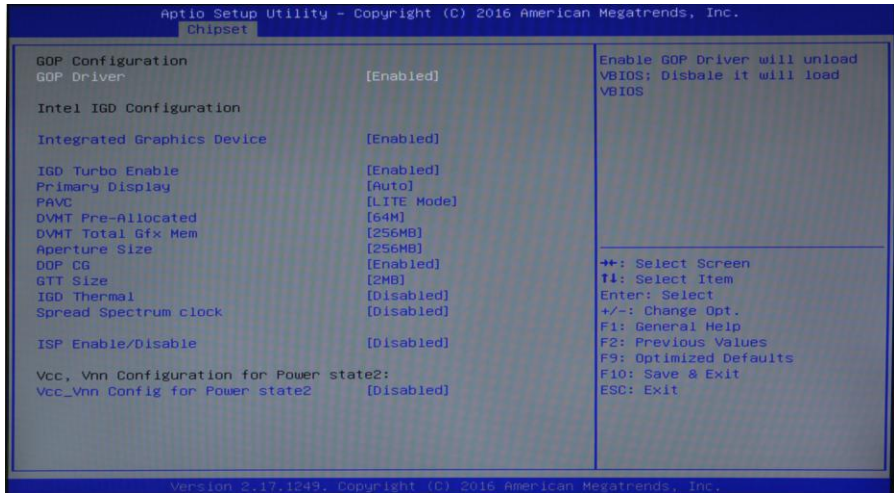 Aptio Setup Utility – Copyright (C) 2016 American Megatrends, Inc.
Chipset
GOP Configuration
GOP Driver [Enabled]
Intel IGD Configuration
Integrated Graphics Device [Enabled]
IGD Turbo Enable [Enabled]
Primary Display [Auto]
PAVC [LITE Mode]
DVMT Pre-Allocated [64M]
DVMT Total Gfx Mem [256MB]
Aperture Size [256MB]
DOP CG [Enabled]
GTT Size [2MB]
IGD Thermal [Disabled]
Spread Spectrum clock [Disabled]
ISP Enable/Disable [Disabled]
Vcc, Vnn Configuration for Power state2:
Vcc_Vnn Config for Power state2 [Disabled]
Enable GOP Driver will unload
VBIOS; Disbale it will load
VBIOS
→←: Select Screen
↑↓: Select Item
Enter: Select
+/-: Change Opt.
F1: General Help
F2: Previous Values
F9: Optimized Defaults
F10: Save & Exit
ESC: Exit
Version 2.17.1249. Copyright (C) 2016 American Megatrends, Inc.